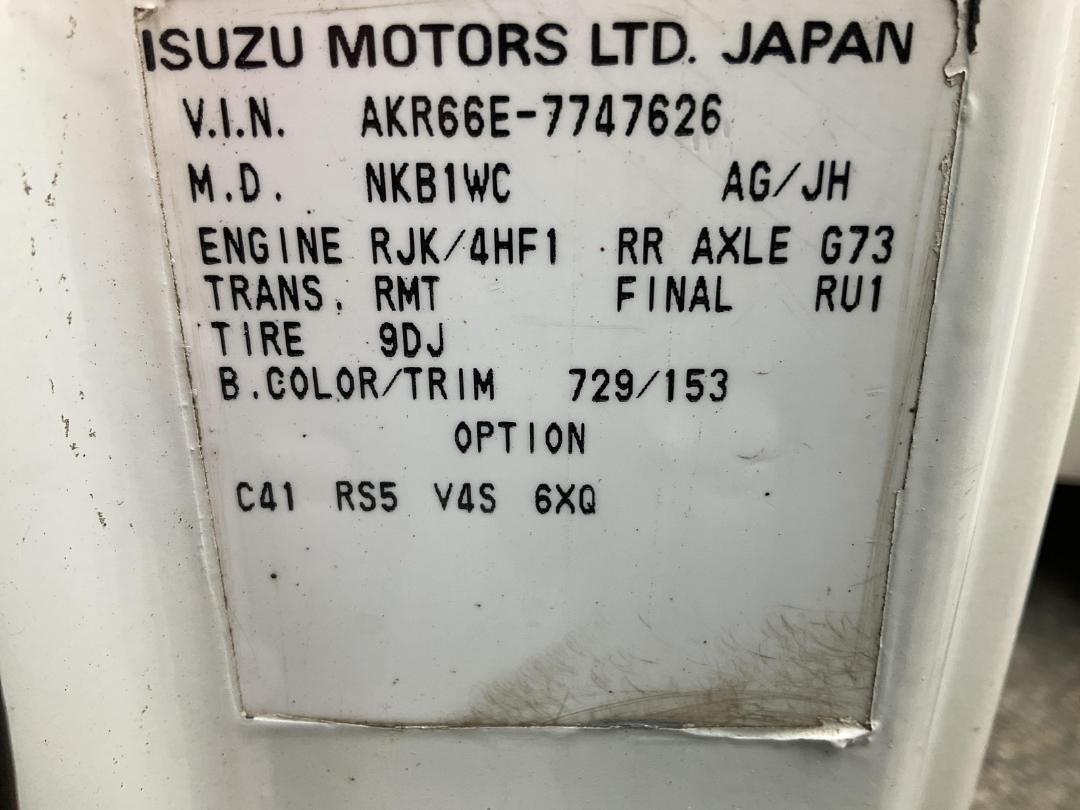 ISUZU MOTORS LTD. JAPAN
V.I.N. AKR66E-7747626
M.D. NKB1WC AG/JH
ENGINE RJK/4HF1 RR AXLE G73
TRANS. RMT FINAL RU1
TIRE 9DJ
B.COLOR/TRIM 729/153
OPTION
C41 RS5 V4S 6XQ